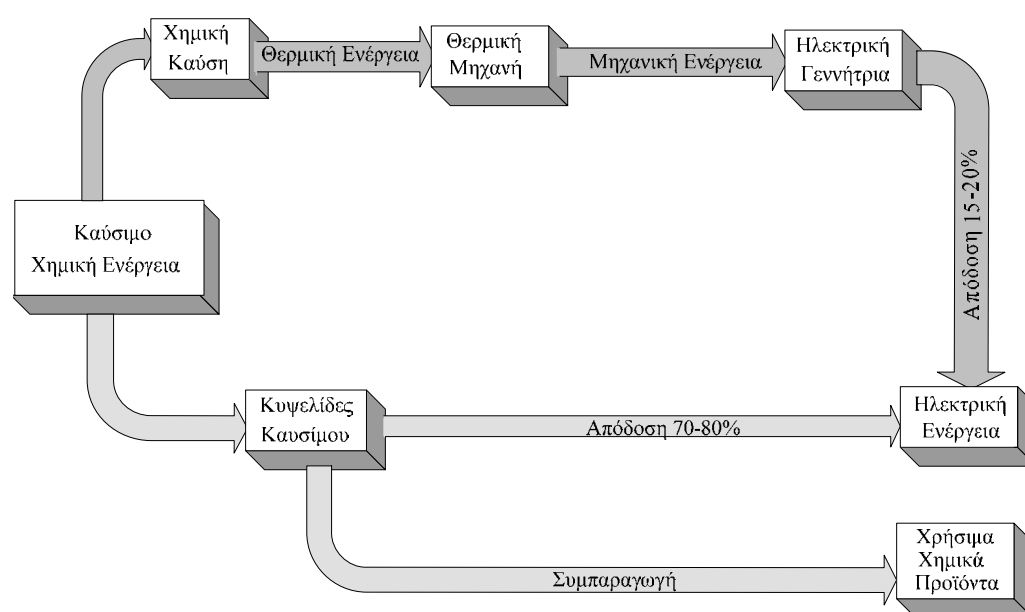 Χημική
Καύση
Θερμική Ενέργεια
Θερμική
Μηχανή
Μηχανική Ενέργεια
Ηλεκτρική
Γεννήτρια
Απόδοση 15-20%
Καύσιμο
Χημική Ενέργεια
Κυψελίδες
Καυσίμου
Απόδοση 70-80%
Ηλεκτρική
Ενέργεια
Συμπαραγωγή
Χρήσιμα
Χημικά
Προϊόντα